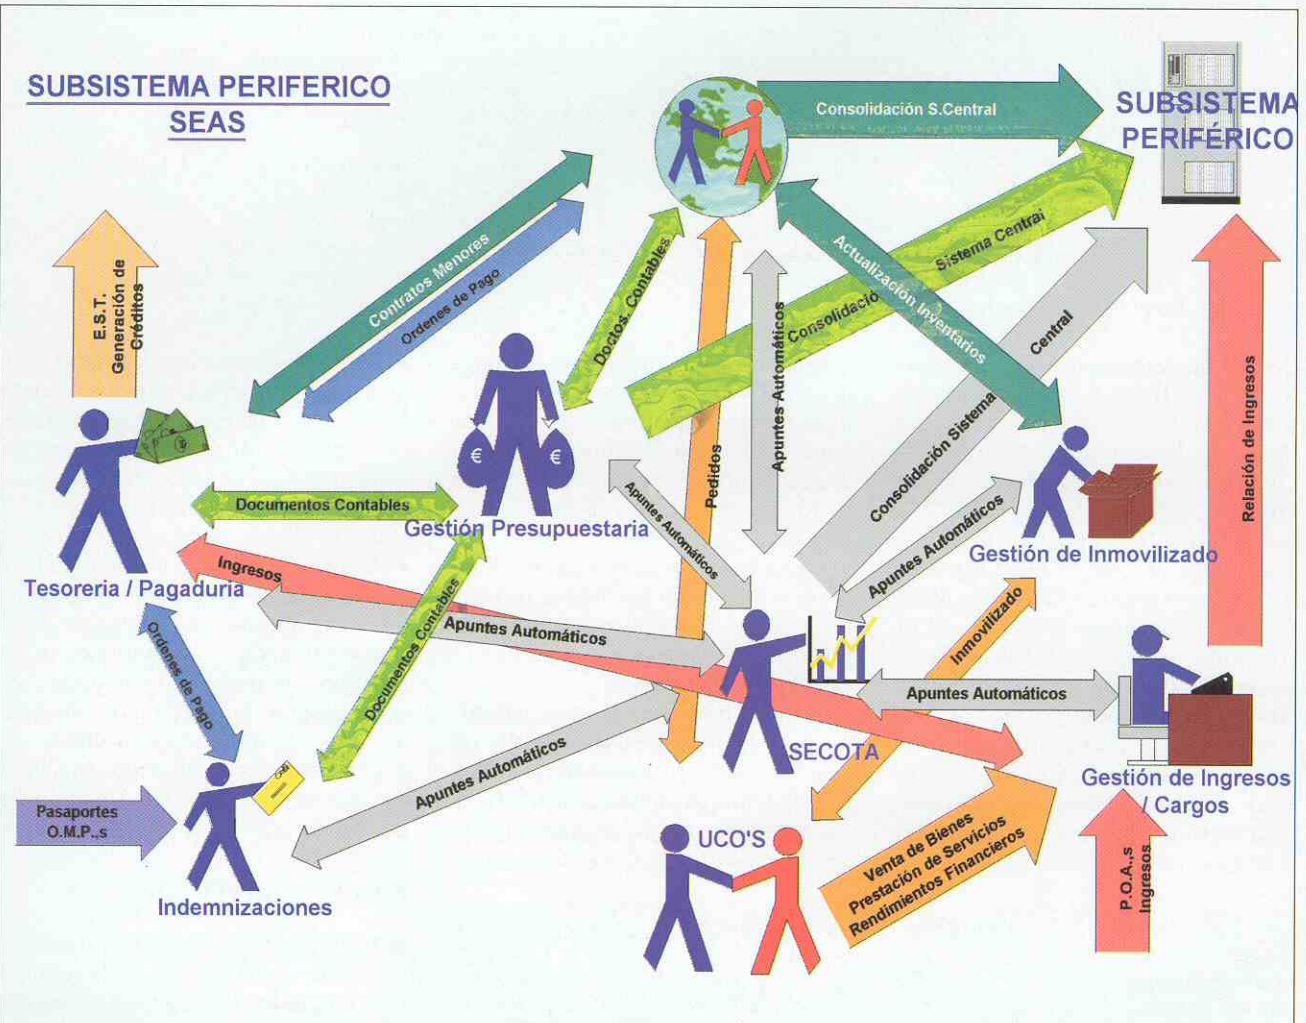 SUBSISTEMA PERIFERICO
SEAS
Consolidación S.Central
SUBSISTEMA
PERIFÉRICO
Contratos Menores
Ordenes de Pago
Doctos. Contables
Actualización Inventarios
Consolidació
Sistema Central
E.S.T.
Generación de
Créditos
Pedidos
Apuntes Automáticos
Consolidación Sistema
Central
Relación de Ingresos
€
€
Documentos Contables
Gestión Presupuestaria
Apuntes Automáticos
Apuntes Automáticos
Gestión de Inmovilizado
Ingresos
Tesoreria / Pagaduria
Apuntes Automáticos
Documentos Contables
Inmovilizado
Ordenes de Pago
Apuntes Automáticos
SECOTA
Apuntes Automáticos
Gestión de Ingresos
/ Cargos
Pasaportes
O.M.P.,s
Indemnizaciones
UCO'S
Venta de Bienes
Prestación de Servicios
Rendimientos Financieros
P.O.A.,s
Ingresos